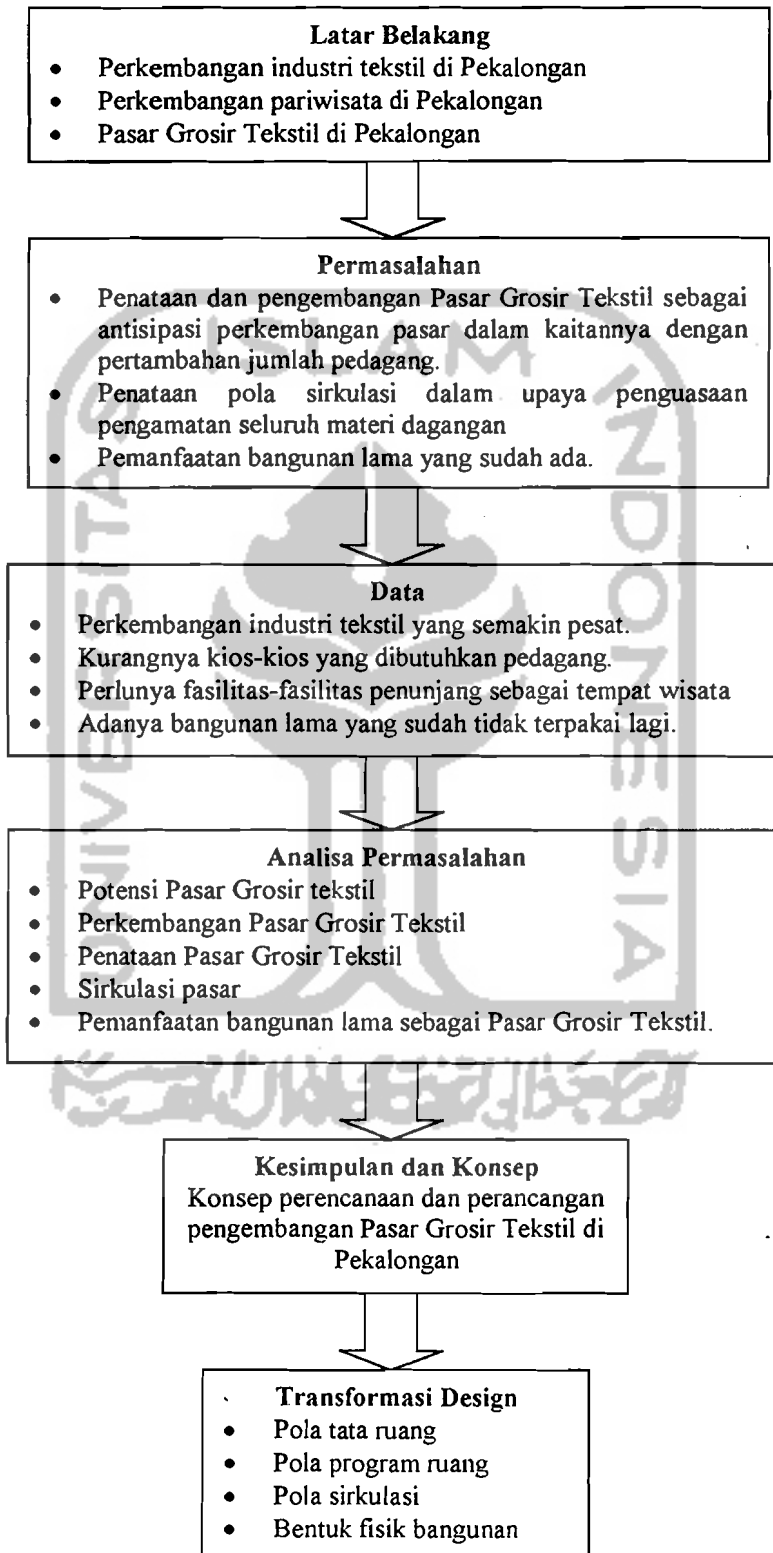 Latar Belakang
• Perkembangan industri tekstil di Pekalongan
• Perkembangan pariwisata di Pekalongan
• Pasar Grosir Tekstil di Pekalongan
Permasalahan
• Penataan dan pengembangan Pasar Grosir Tekstil sebagai
antisipasi perkembangan pasar dalam kaitannya dengan
pertambahan jumlah pedagang.
• Penataan pola sirkulasi dalam upaya penguasaan
pengamatan seluruh materi dagangan
• Pemanfaatan bangunan lama yang sudah ada.
Data
• Perkembangan industri tekstil yang semakin pesat.
• Kurangnya kios-kios yang dibutuhkan pedagang.
• Perlunya fasilitas-fasilitas penunjang sebagai tempat wisata
• Adanya bangunan lama yang sudah tidak terpakai lagi.
Analisa Permasalahan
• Potensi Pasar Grosir tekstil
• Perkembangan Pasar Grosir Tekstil
• Penataan Pasar Grosir Tekstil
• Sirkulasi pasar
• Pemanfaatan bangunan lama sebagai Pasar Grosir Tekstil.
Kesimpulan dan Konsep
Konsep perencanaan dan perancangan
pengembangan Pasar Grosir Tekstil di
Pekalongan
Transformasi Design
• Pola tata ruang
• Pola program ruang
• Pola sirkulasi
• Bentuk fisik bangunan
UNIVERSITAS
ISLAM
INDONESIA